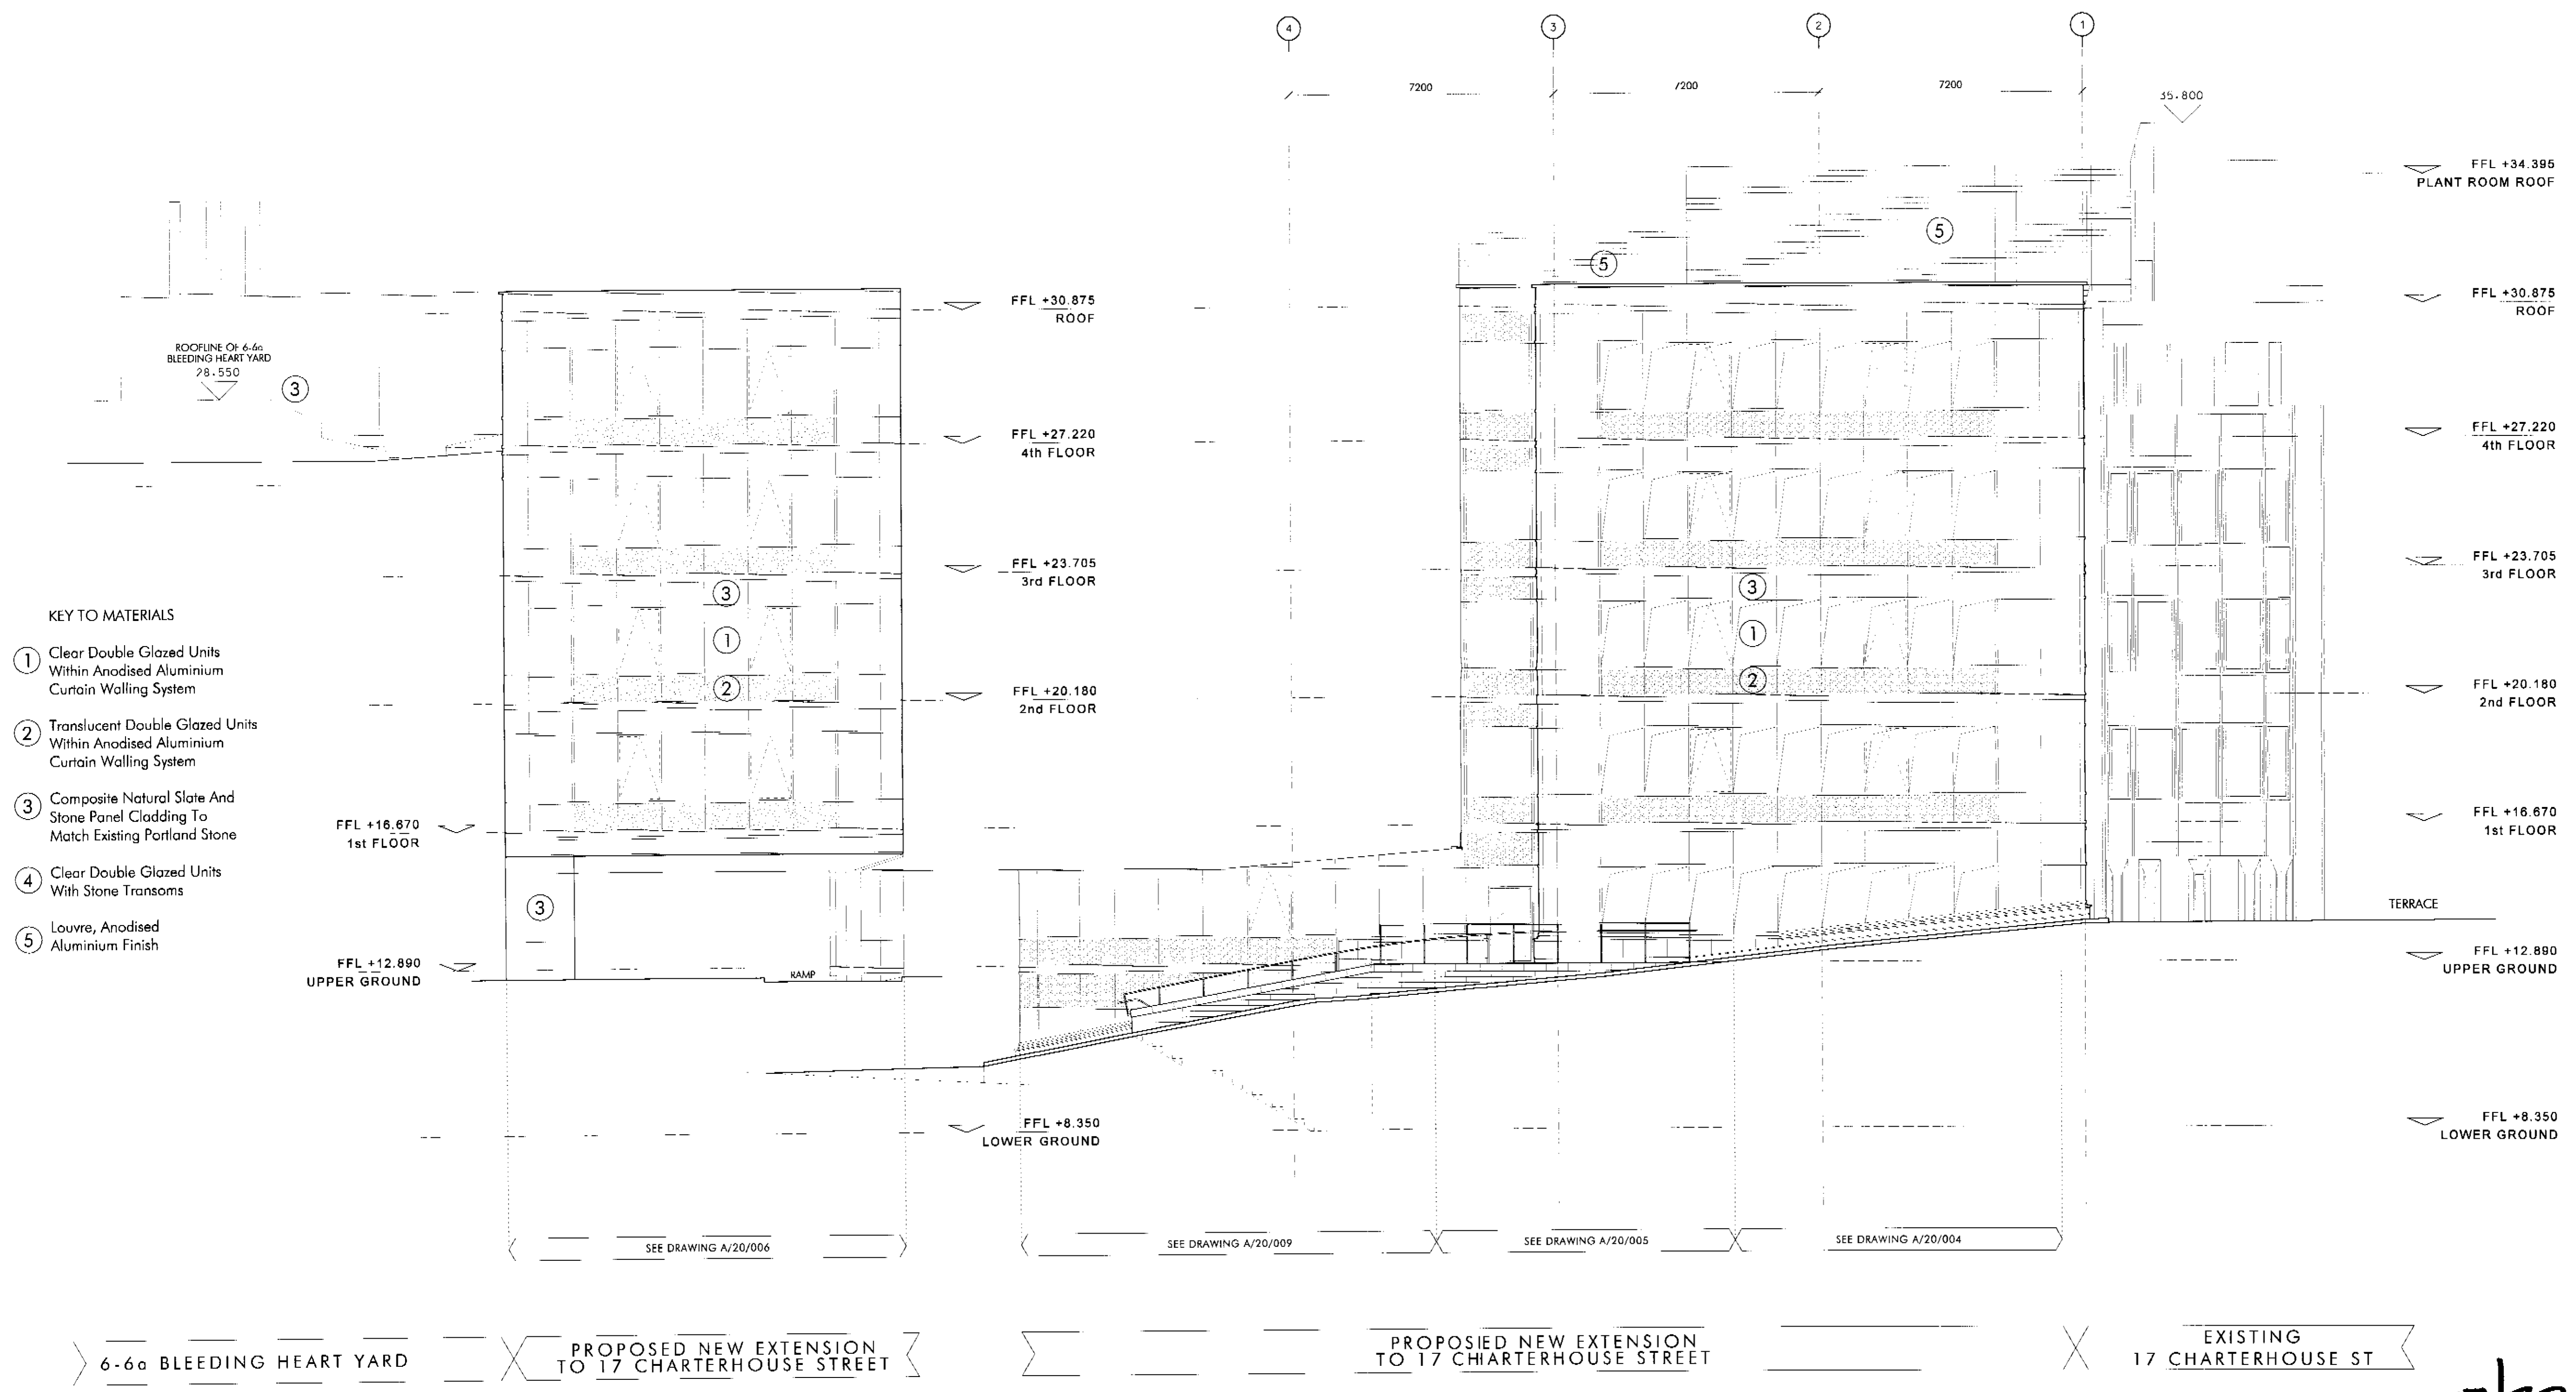 4
3
2
1
7200
7200
7200
35.800
FFL +34.395
PLANT ROOM ROOF
5
5
FFL +30.875
ROOF
FFL +30.875
ROOF
ROOFLINE OF 6-6a
BLEEDING HEART YARD
28.550
3
FFL +27.220
4th FLOOR
FFL +27.220
4th FLOOR
FFL +23.705
3rd FLOOR
FFL +23.705
3rd FLOOR
3
1
2
3
1
2
FFL +20.180
2nd FLOOR
FFL +20.180
2nd FLOOR
KEY TO MATERIALS
1 Clear Double Glazed Units
Within Anodised Aluminium
Curtain Walling System
2 Translucent Double Glazed Units
Within Anodised Aluminium
Curtain Walling System
3 Composite Natural Slate And
Stone Panel Cladding To
Match Existing Portland Stone
4 Clear Double Glazed Units
With Stone Transoms
5 Louvre, Anodised
Aluminium Finish
FFL +16.670
1st FLOOR
FFL +16.670
1st FLOOR
3
TERRACE
FFL +12.890
UPPER GROUND
RAMP
FFL +12.890
UPPER GROUND
FFL +8.350
LOWER GROUND
FFL +8.350
LOWER GROUND
SEE DRAWING A/20/006
SEE DRAWING A/20/009
SEE DRAWING A/20/005
SEE DRAWING A/20/004
6-6a BLEEDING HEART YARD
PROPOSED NEW EXTENSION
TO 17 CHARTERHOUSE STREET
PROPOSED NEW EXTENSION
TO 17 CHARTERHOUSE STREET
EXISTING
17 CHARTERHOUSE ST